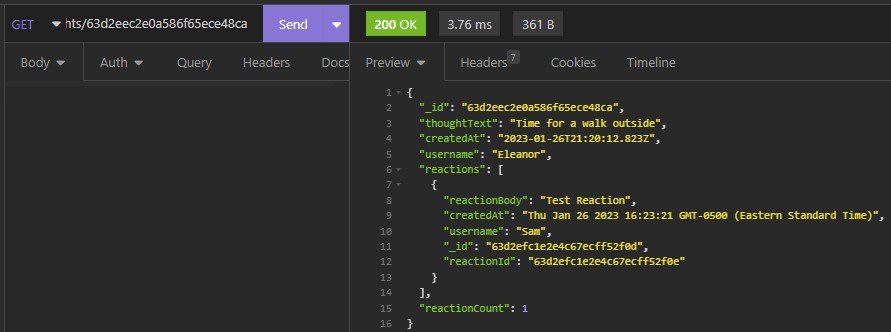 GET hts/63d2eec2e0a586f65ece48ca Send 200 OK 3.76 ms 361 B
Body Auth Query Headers Docs Preview Headers 7 Cookies Timeline
1 {
2 "_id": "63d2eec2e0a586f65ece48ca",
3 "thoughtText": "Time for a walk outside",
4 "createdAt": "2023-01-26T21:20:12.823Z",
5 "username": "Eleanor",
6 "reactions": [
7 {
8 "reactionBody": "Test Reaction",
9 "createdAt": "Thu Jan 26 2023 16:23:21 GMT-0500 (Eastern Standard Time)",
10 "username": "Sam",
11 "_id": "63d2efc1e2e4c67ecff52f0d",
12 "reactionId": "63d2efc1e2e4c67ecff52f0e"
13 }
14 ],
15 "reactionCount": 1
16 }